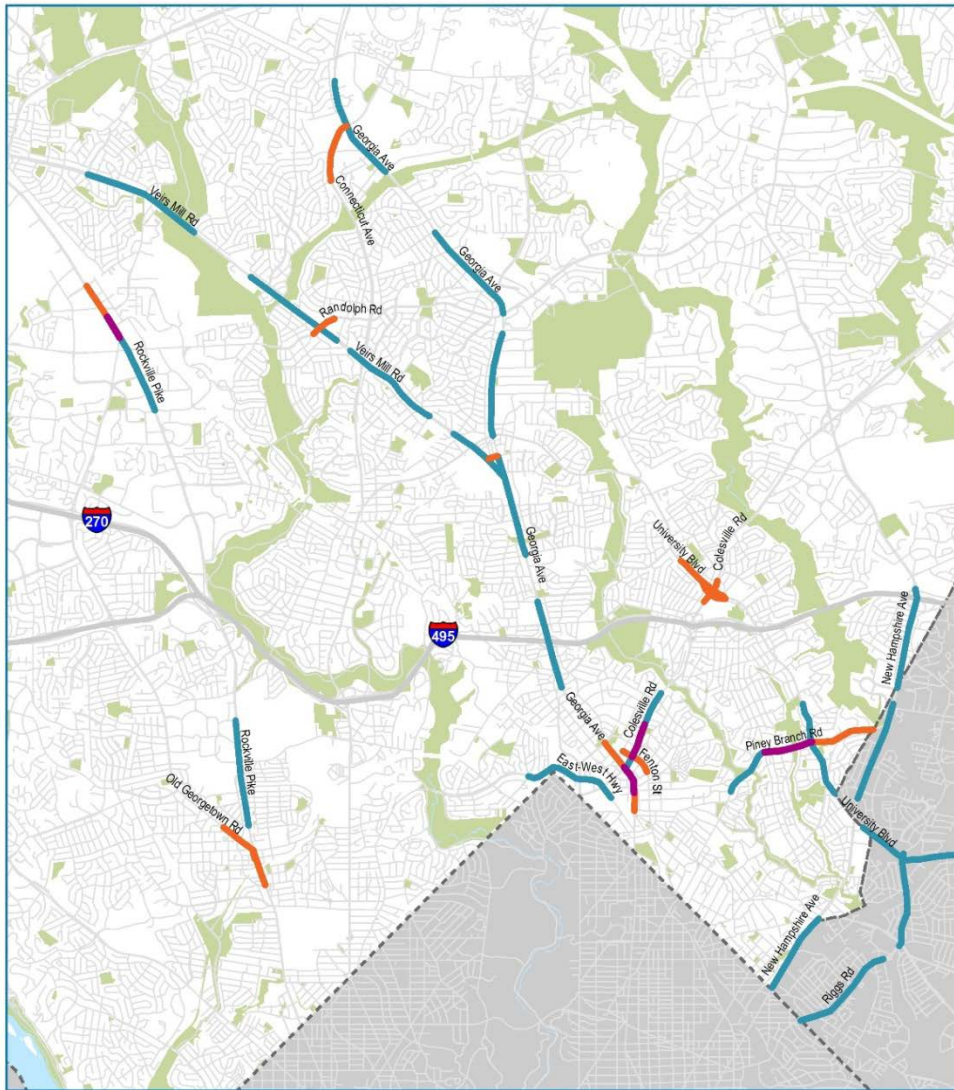 Georgia Ave
Connecticut Ave
Veirs Mill Rd
Georgia Ave
Randolph Rd
Rockville Pike
Veirs Mill Rd
270
Georgia Ave
University Blvd
Colesville Rd
495
New Hampshire Ave
Rockville Pike
Georgia Ave
Colesville Rd
Fenton St
East-West Hwy
Piney Branch Rd
Old Georgetown Rd
University Blvd
New Hampshire Ave
Riggs Rd